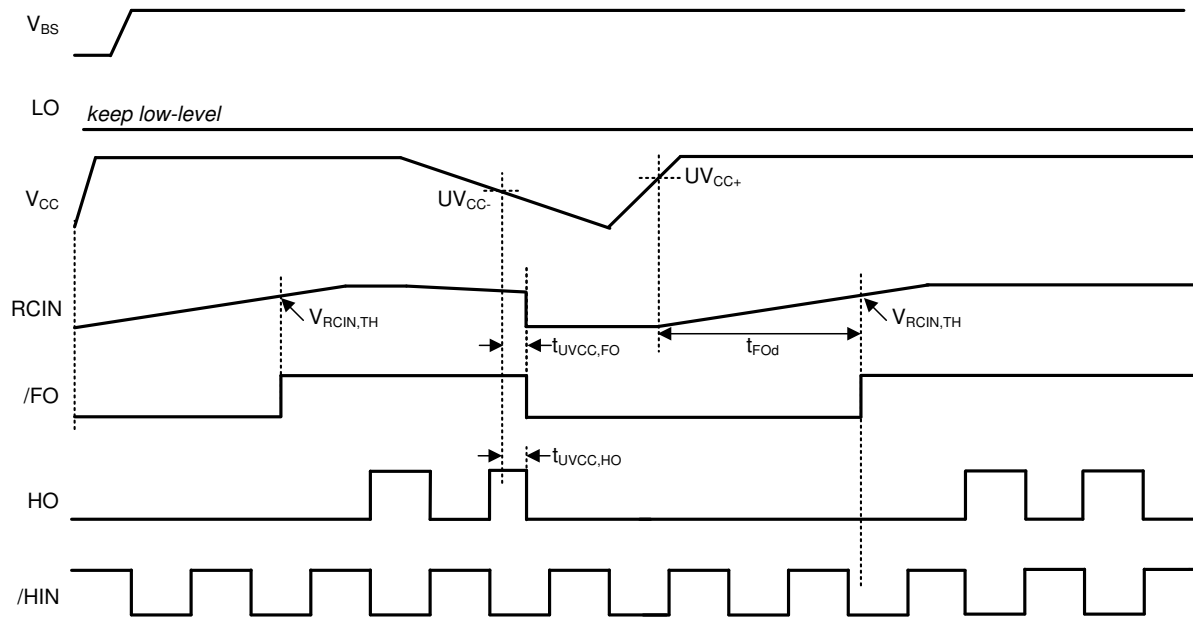 VBS
LO
keep low-level
VCC
UVCC-
UVCC+
RCIN
VRCIN,TH
VRCIN,TH
tUVCC,FO
tFOd
/FO
tUVCC,HO
HO
/HIN